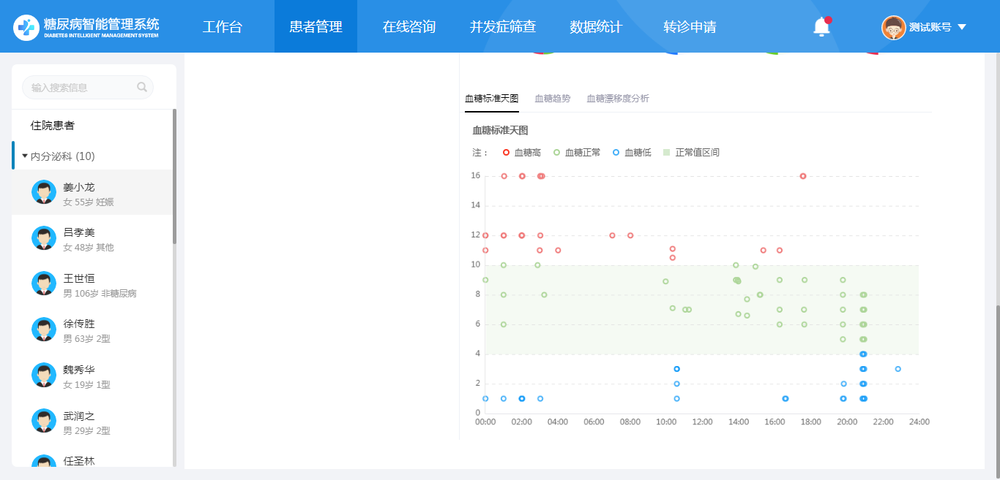 糖尿病智能管理系统
DIABETES INTELLIGENT MANAGEMENT SYSTEM
工作台
患者管理
在线咨询
并发症筛查
数据统计
转诊申请
测试账号
输入搜索信息
住院患者
内分泌科 (10)
姜小龙
女 55岁 妊娠
吕孝美
女 48岁 其他
王世恒
男 106岁 非糖尿病
徐传胜
男 63岁 2型
魏秀华
女 19岁 1型
武润之
男 29岁 2型
任圣林
血糖标准天图 血糖趋势 血糖漂移度分析
血糖标准天图
注： 血糖高 血糖正常 血糖低 正常值区间
16
14
12
10
8
6
4
2
0
00:00 02:00 04:00 06:00 08:00 10:00 12:00 14:00 16:00 18:00 20:00 22:00 24:00